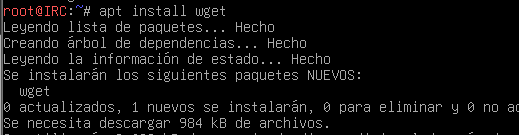 root@IRC:~# apt install wget
Leyendo lista de paquetes... Hecho
Creando árbol de dependencias... Hecho
Leyendo la información de estado... Hecho
Se instalarán los siguientes paquetes NUEVOS:
wget
0 actualizados, 1 nuevos se instalarán, 0 para eliminar y 0 no ac
Se necesita descargar 984 kB de archivos.